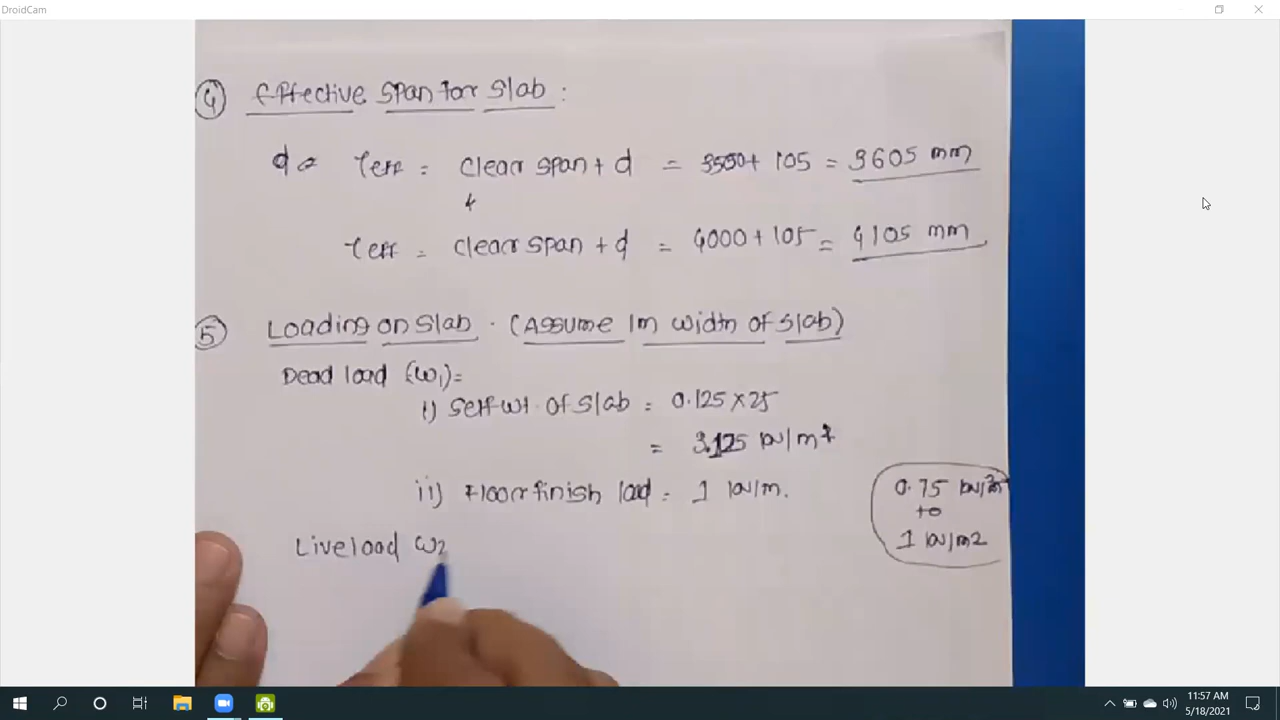 DroidCam
4 Effective Span for Slab :
d = leff = Clear span + d = 3500 + 105 = 3605 mm
&
leff = Clear span + d = 4000 + 105 = 4105 mm
5 Loading on Slab . (Assume 1m width of Slab)
Dead load (W1)=
i) Self wt. of Slab = 0.125 x 25
= 3.125 kN/m
ii) Floor finish load = 1 kN/m.
0.75 kN/m2
to
1 kN/m2
Live load W2
11:57 AM
5/18/2021